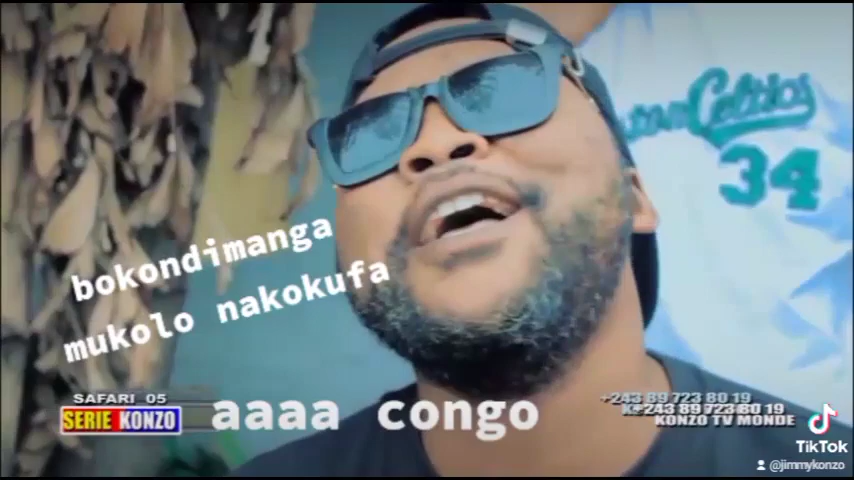 Celtics
34
bokondimanga
mukolo nakokufa
SAFARI 05
SERIE KONZO
aaaa congo
+243 89 723 80 19
+243 89 723 80 19
KONZO TV MONDE
TikTok
@jimmykonzo